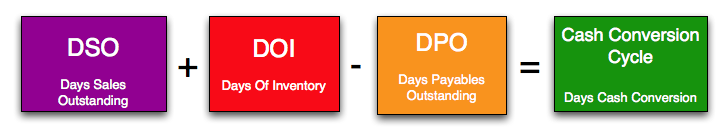 DSO
Days Sales
Outstanding
+
DOI
Days Of Inventory
-
DPO
Days Payables
Outstanding
=
Cash Conversion
Cycle
Days Cash Conversion